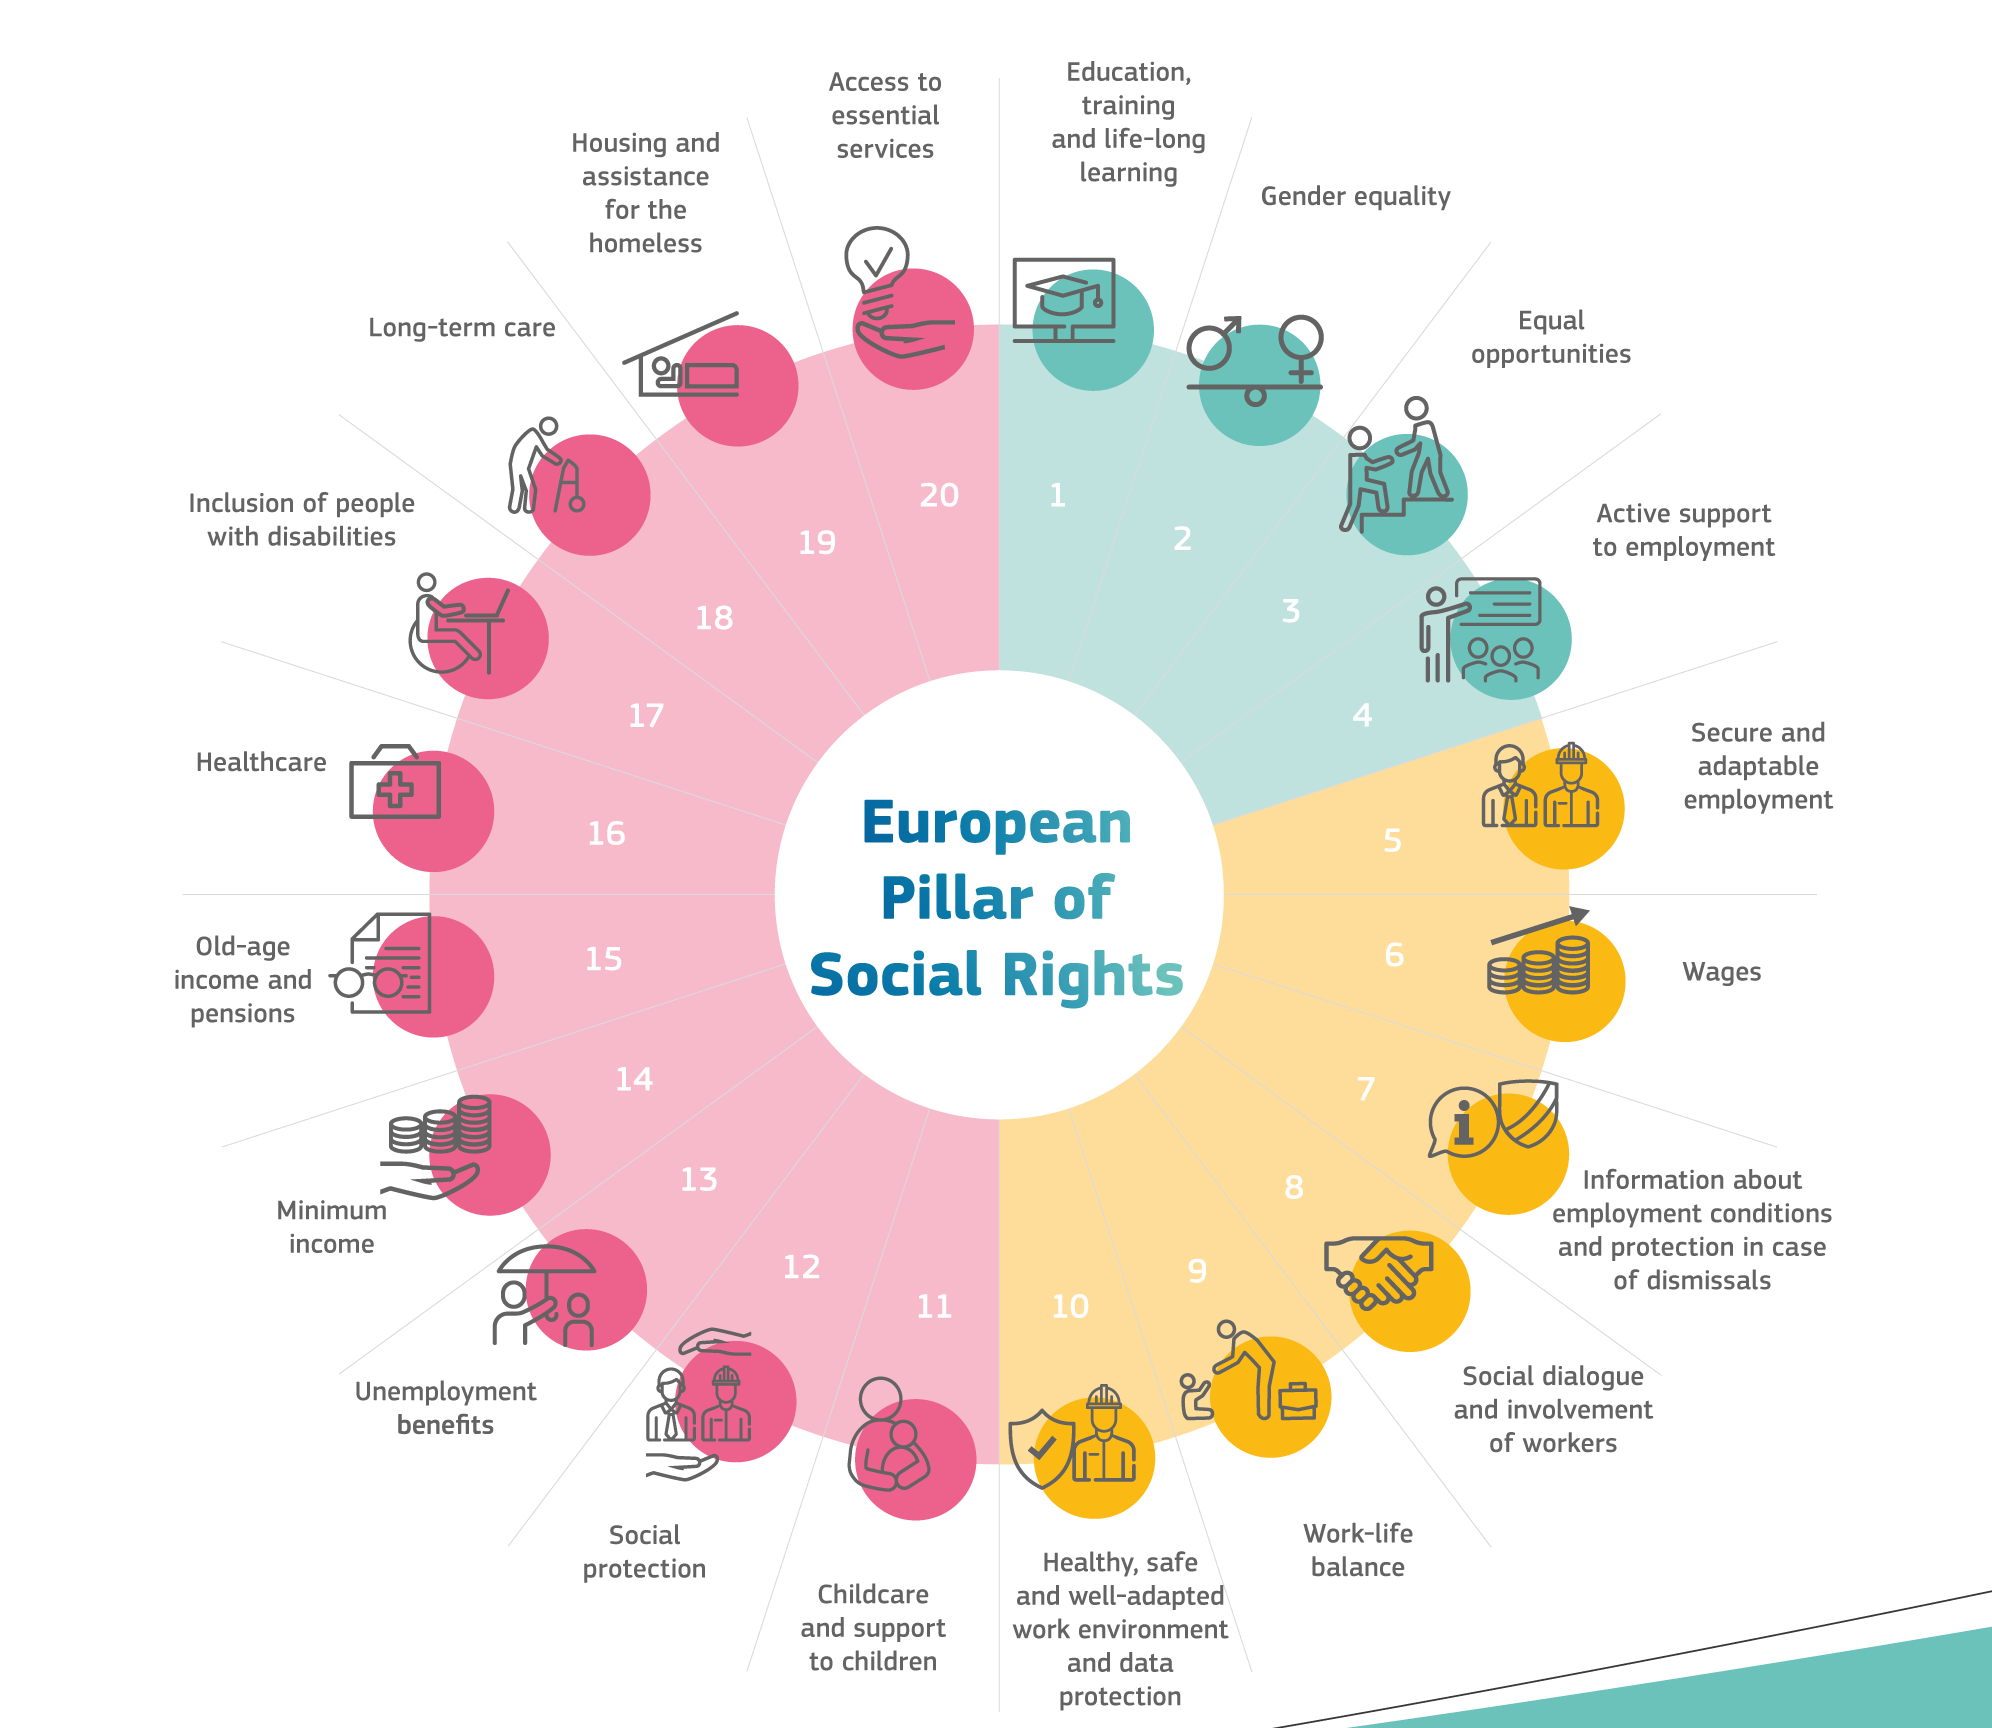 European
Pillar of
Social Rights
1
Education,
training
and life-long
learning
2
Gender equality
3
Equal
opportunities
4
Active support
to employment
5
Secure and
adaptable
employment
6
Wages
7
Information about
employment conditions
and protection in case
of dismissals
8
Social dialogue
and involvement
of workers
9
Work-life
balance
10
Healthy, safe
and well-adapted
work environment
and data
protection
11
Childcare
and support
to children
12
Social
protection
13
Unemployment
benefits
14
Minimum
income
15
Old-age
income and
pensions
16
Healthcare
17
Inclusion of people
with disabilities
18
Long-term care
19
Housing and
assistance
for the
homeless
20
Access to
essential
services